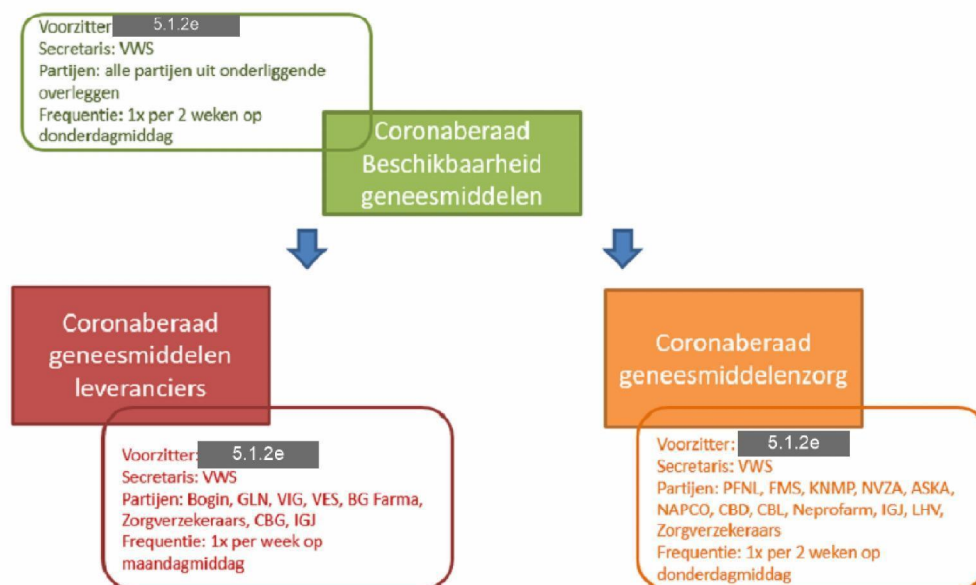 Voorzitter: 5.1.2e
Secretaris: VWS
Partijen: alle partijen uit onderliggende
overleggen
Frequentie: 1x per 2 weken op
donderdagmiddag
Coronaberaad
Beschikbaarheid
geneesmiddelen
Coronaberaad
geneesmiddelen
leveranciers
Voorzitter: 5.1.2e
Secretaris: VWS
Partijen: Bogin, GLN, VIG, VES, BG Farma,
Zorgverzekeraars, CBG, IGJ
Frequentie: 1x per week op
maandagmiddag
Coronaberaad
geneesmiddelenzorg
Voorzitter: 5.1.2e
Secretaris: VWS
Partijen: PFNL, FMS, KNMP, NVZA, ASKA,
NAPCO, CBD, CBL, Neprofarm, IGJ, LHV,
Zorgverzekeraars
Frequentie: 1x per 2 weken op
donderdagmiddag